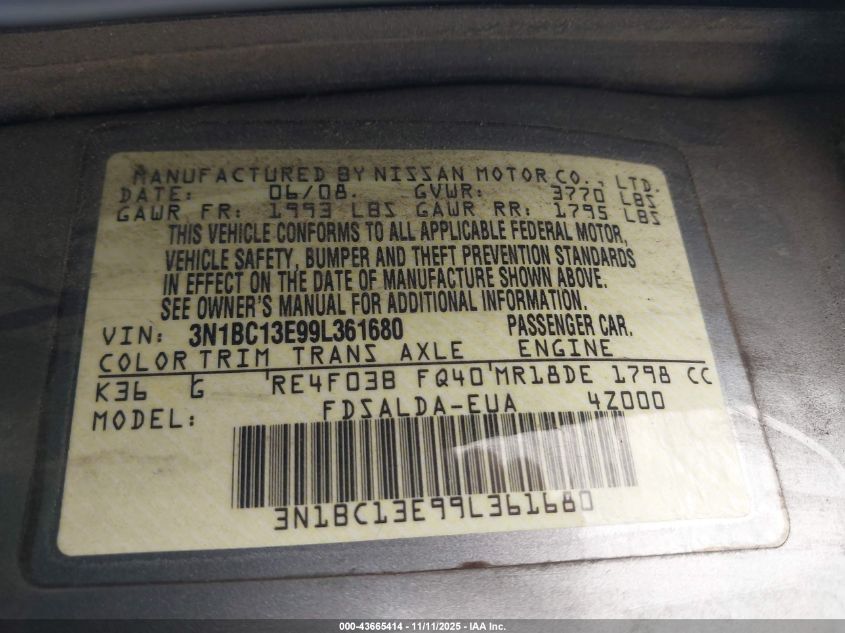 MANUFACTURED BY NISSAN MOTOR CO., LTD.
DATE: 06/08. GVWR: 3770 LBS
GAWR FR: 1993 LBS GAWR RR: 1795 LBS
THIS VEHICLE CONFORMS TO ALL APPLICABLE FEDERAL MOTOR,
VEHICLE SAFETY, BUMPER AND THEFT PREVENTION STANDARDS
IN EFFECT ON THE DATE OF MANUFACTURE SHOWN ABOVE.
SEE OWNER'S MANUAL FOR ADDITIONAL INFORMATION.
VIN: 3N1BC13E99L361680 PASSENGER CAR.
COLOR TRIM TRANS AXLE ENGINE
K36 G RE4F03B FQ40 MR18DE 1798 CC
MODEL: FDSALDA-EUA 4Z000
3N1BC13E99L361680
000-43665414 - 11/11/2025 - IAA Inc.